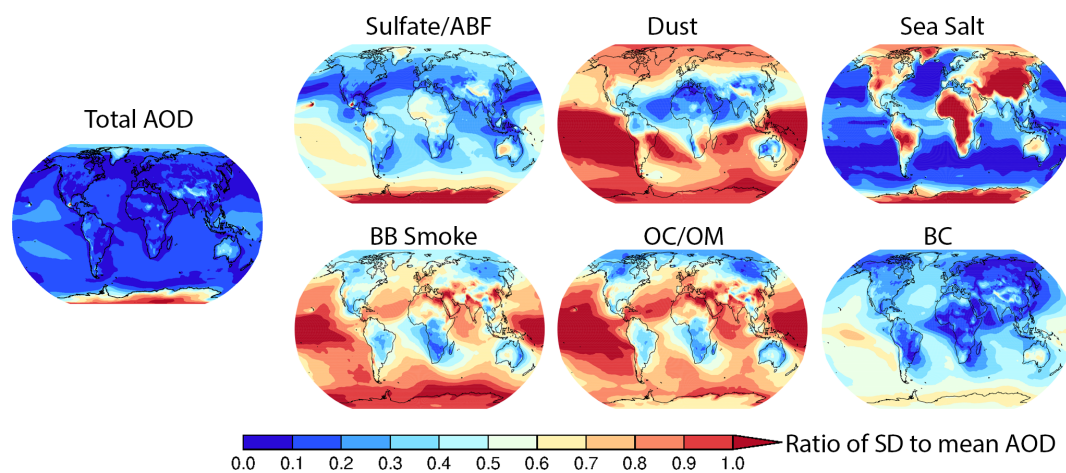 Sulfate/ABF
Dust
Sea Salt
Total AOD
BB Smoke
OC/OM
BC
0.0 0.1 0.2 0.3 0.4 0.5 0.6 0.7 0.8 0.9 1.0
Ratio of SD to mean AOD